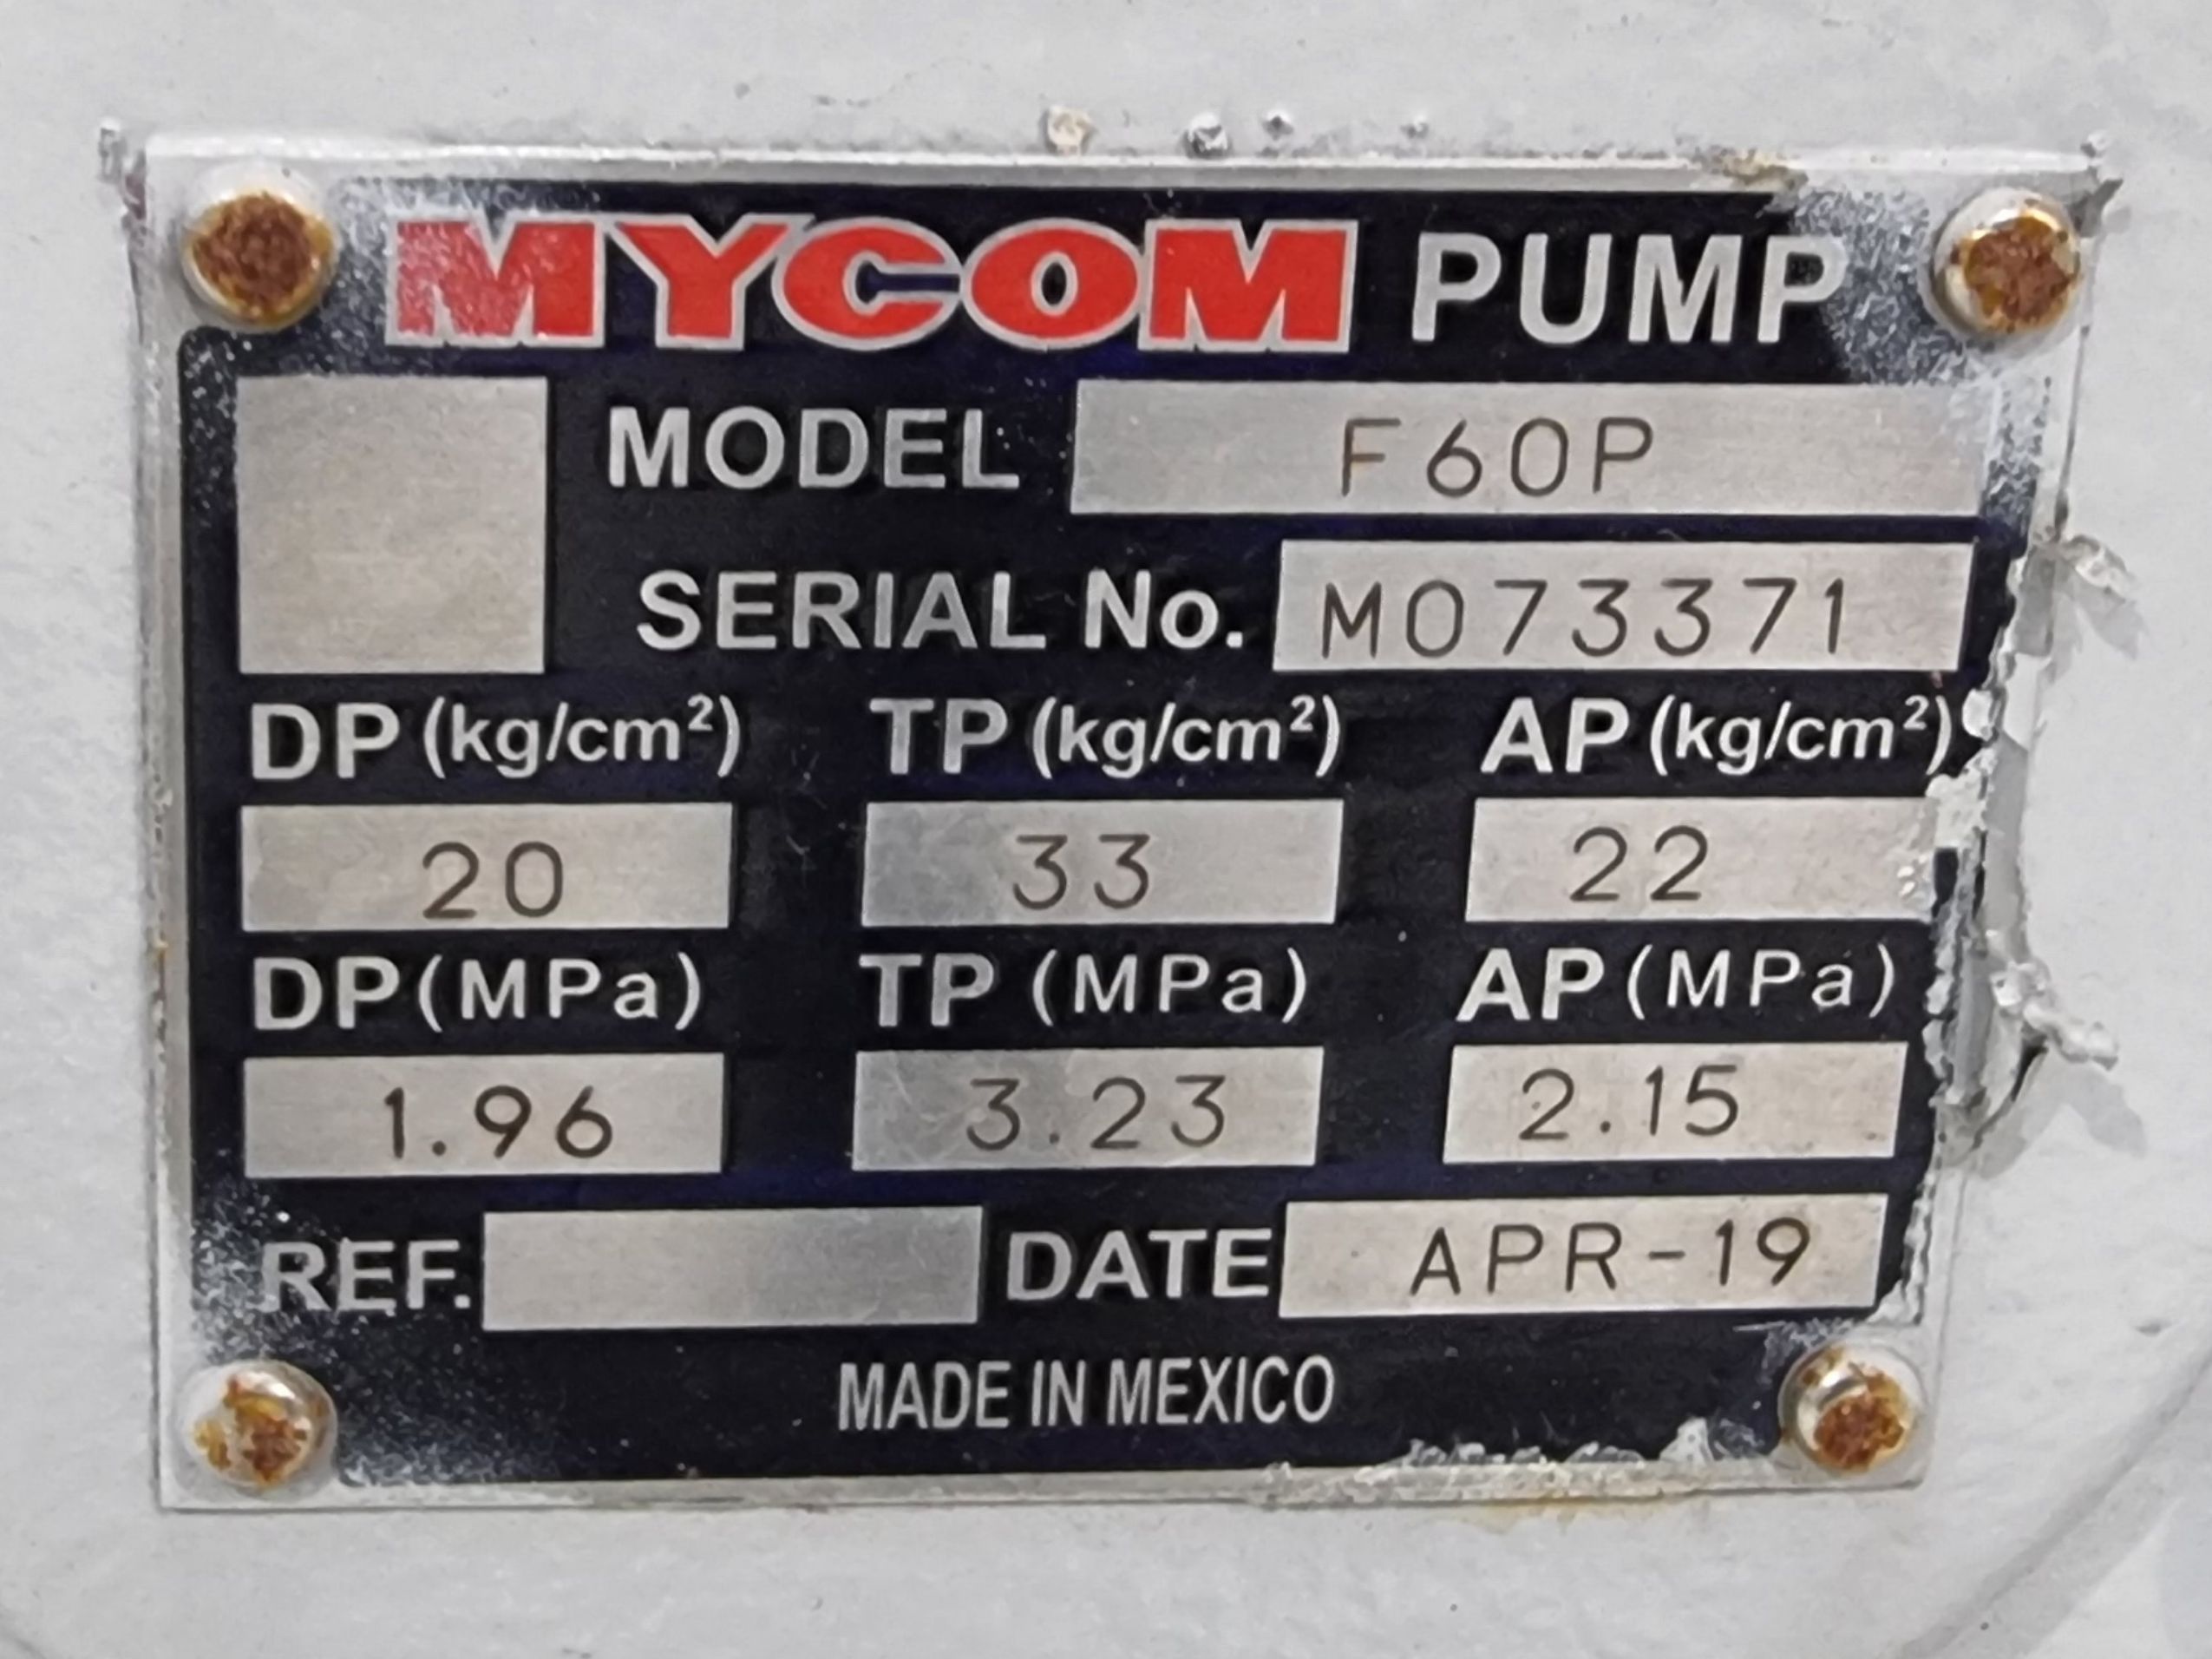 MYCOM PUMP
MODEL F60P
SERIAL No. M073371
DP (kg/cm²) TP (kg/cm²) AP (kg/cm²)
20 33 22
DP (MPa) TP (MPa) AP (MPa)
1.96 3.23 2.15
REF. DATE APR-19
MADE IN MEXICO